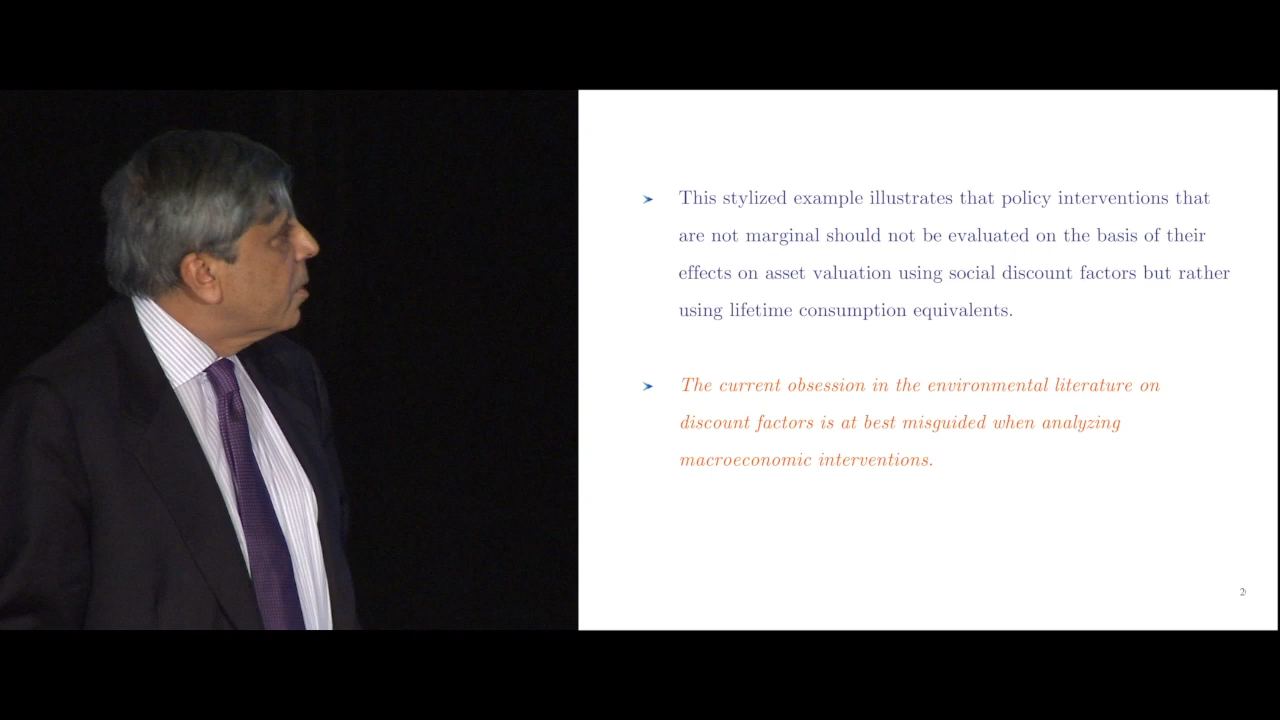 This stylized example illustrates that policy interventions that
are not marginal should not be evaluated on the basis of their
effects on asset valuation using social discount factors but rather
using lifetime consumption equivalents.
The current obsession in the environmental literature on
discount factors is at best misguided when analyzing
macroeconomic interventions.